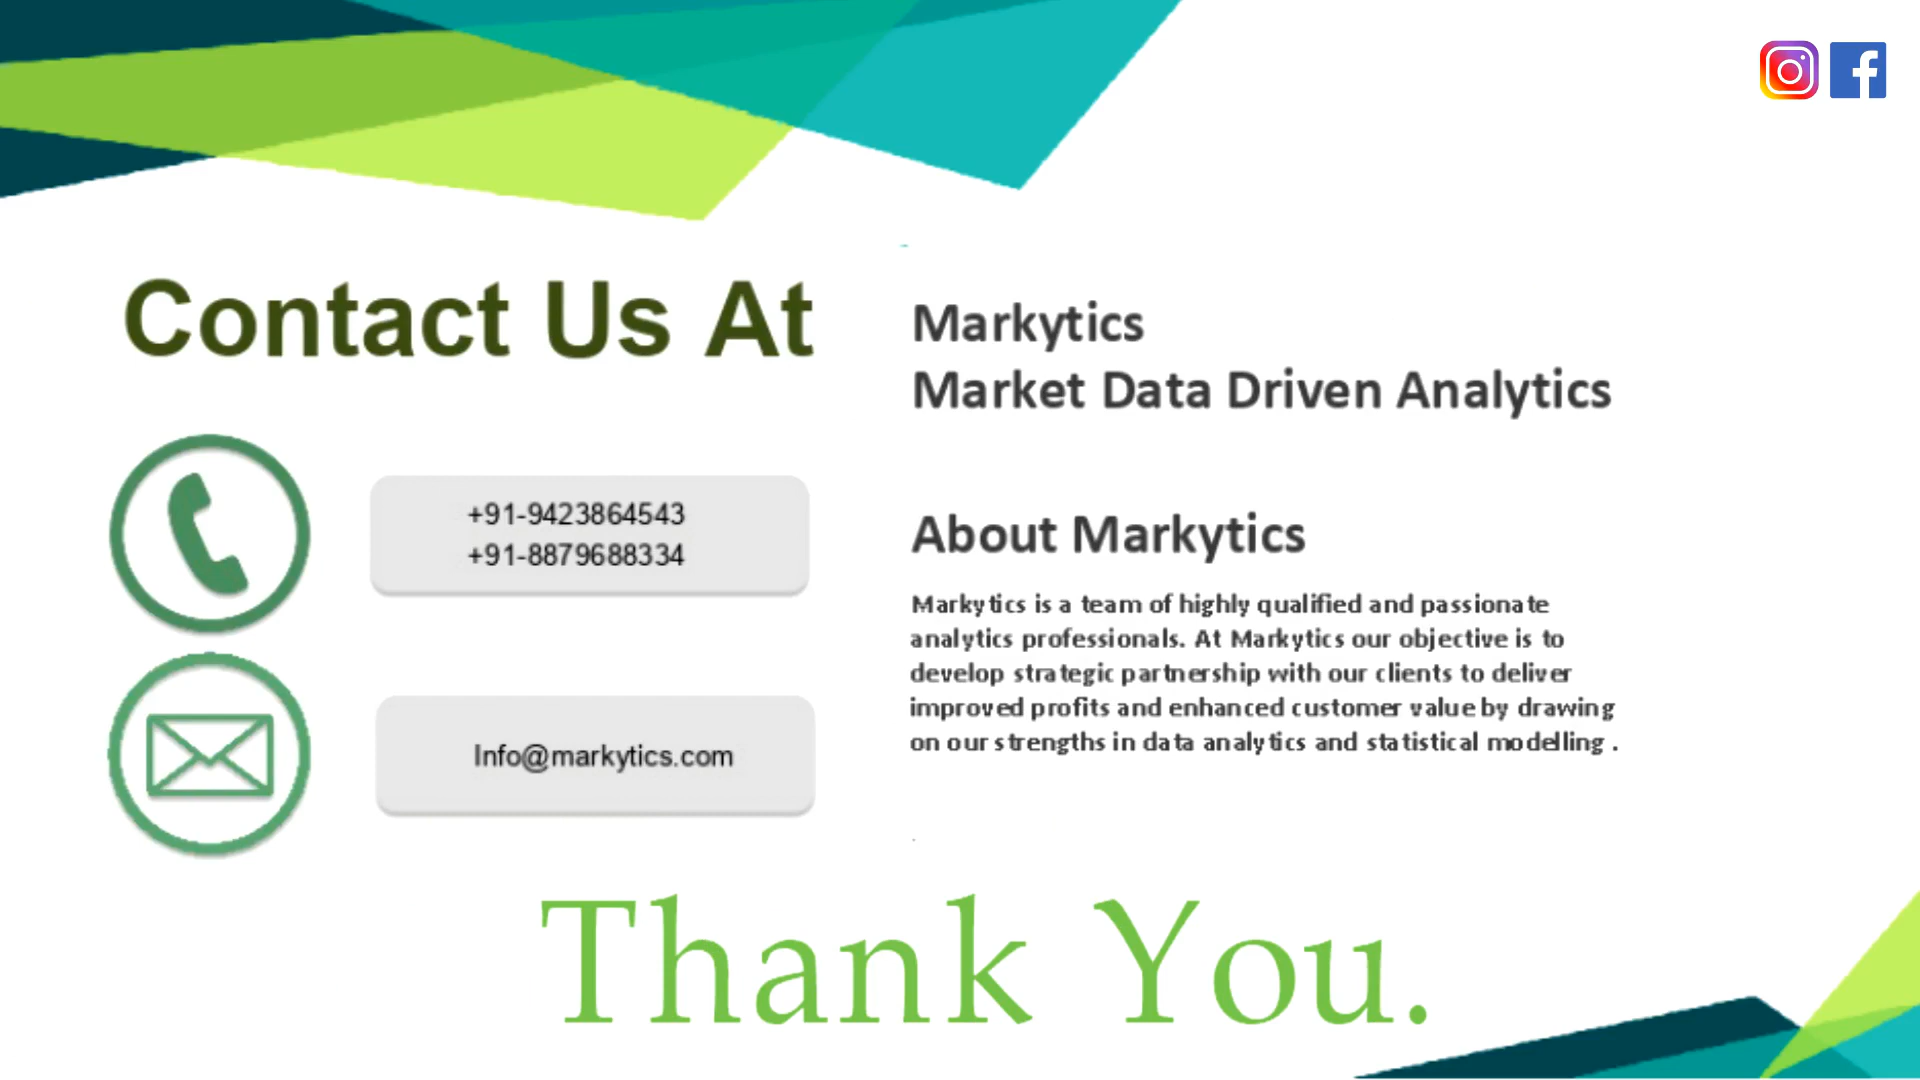 Contact Us At
+91-9423864543
+91-8879688334
Info@markytics.com
Markytics
Market Data Driven Analytics
About Markytics
Markytics is a team of highly qualified and passionate
analytics professionals. At Markytics our objective is to
develop strategic partnership with our clients to deliver
improved profits and enhanced customer value by drawing
on our strengths in data analytics and statistical modelling .
Thank You.